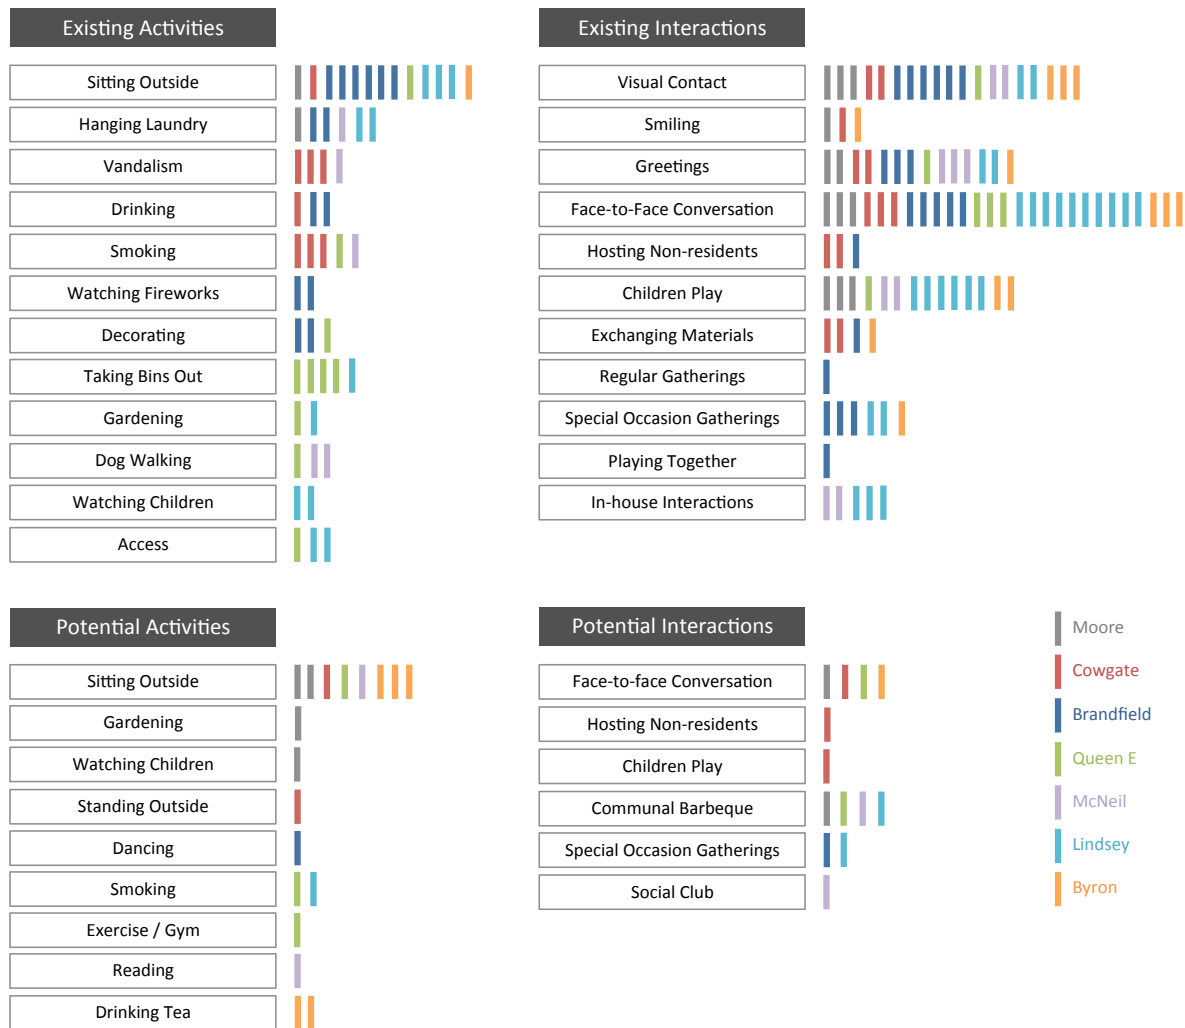 Existing Activities
Sitting Outside
Hanging Laundry
Vandalism
Drinking
Smoking
Watching Fireworks
Decorating
Taking Bins Out
Gardening
Dog Walking
Watching Children
Access
Existing Interactions
Visual Contact
Smiling
Greetings
Face-to-Face Conversation
Hosting Non-residents
Children Play
Exchanging Materials
Regular Gatherings
Special Occasion Gatherings
Playing Together
In-house Interactions
Potential Activities
Sitting Outside
Gardening
Watching Children
Standing Outside
Dancing
Smoking
Exercise / Gym
Reading
Drinking Tea
Potential Interactions
Face-to-face Conversation
Hosting Non-residents
Children Play
Communal Barbeque
Special Occasion Gatherings
Social Club
Moore
Cowgate
Brandfield
Queen E
McNeil
Lindsey
Byron